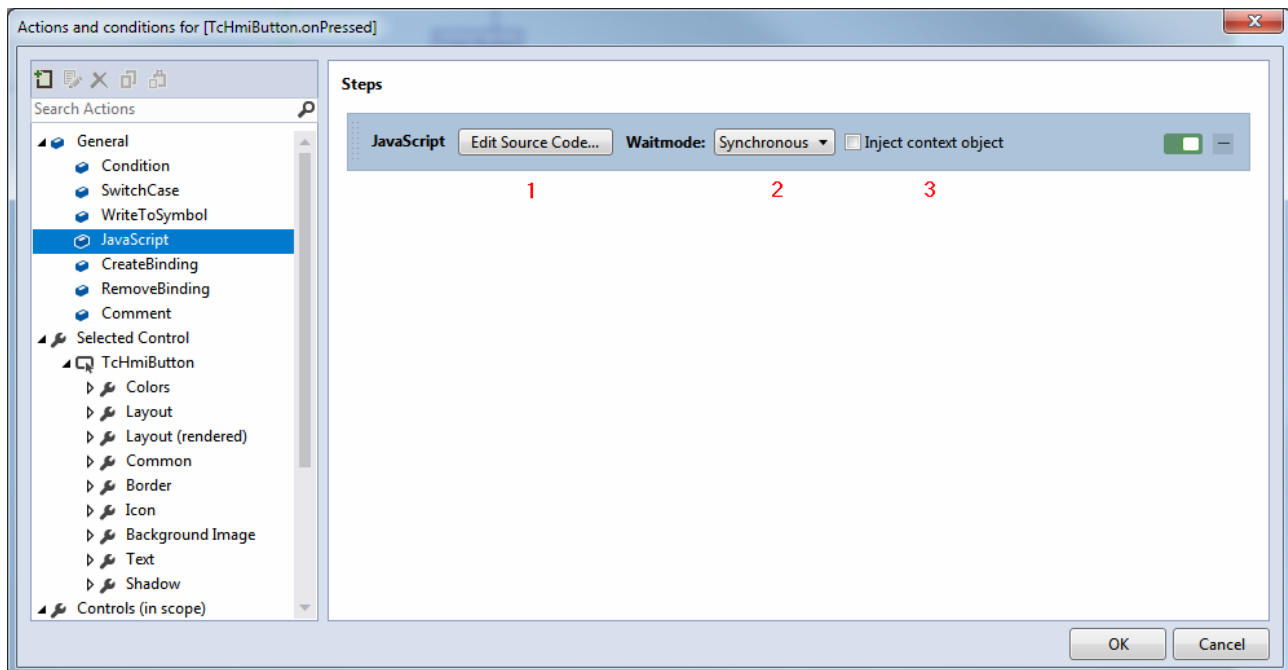 Actions and conditions for [TcHmiButton.onPressed]
Search Actions
General
Condition
SwitchCase
WriteToSymbol
JavaScript
CreateBinding
RemoveBinding
Comment
Selected Control
TcHmiButton
Colors
Layout
Layout (rendered)
Common
Border
Icon
Background Image
Text
Shadow
Controls (in scope)
Steps
JavaScript Edit Source Code... Waitmode: Synchronous Inject context object
1 2 3
OK Cancel